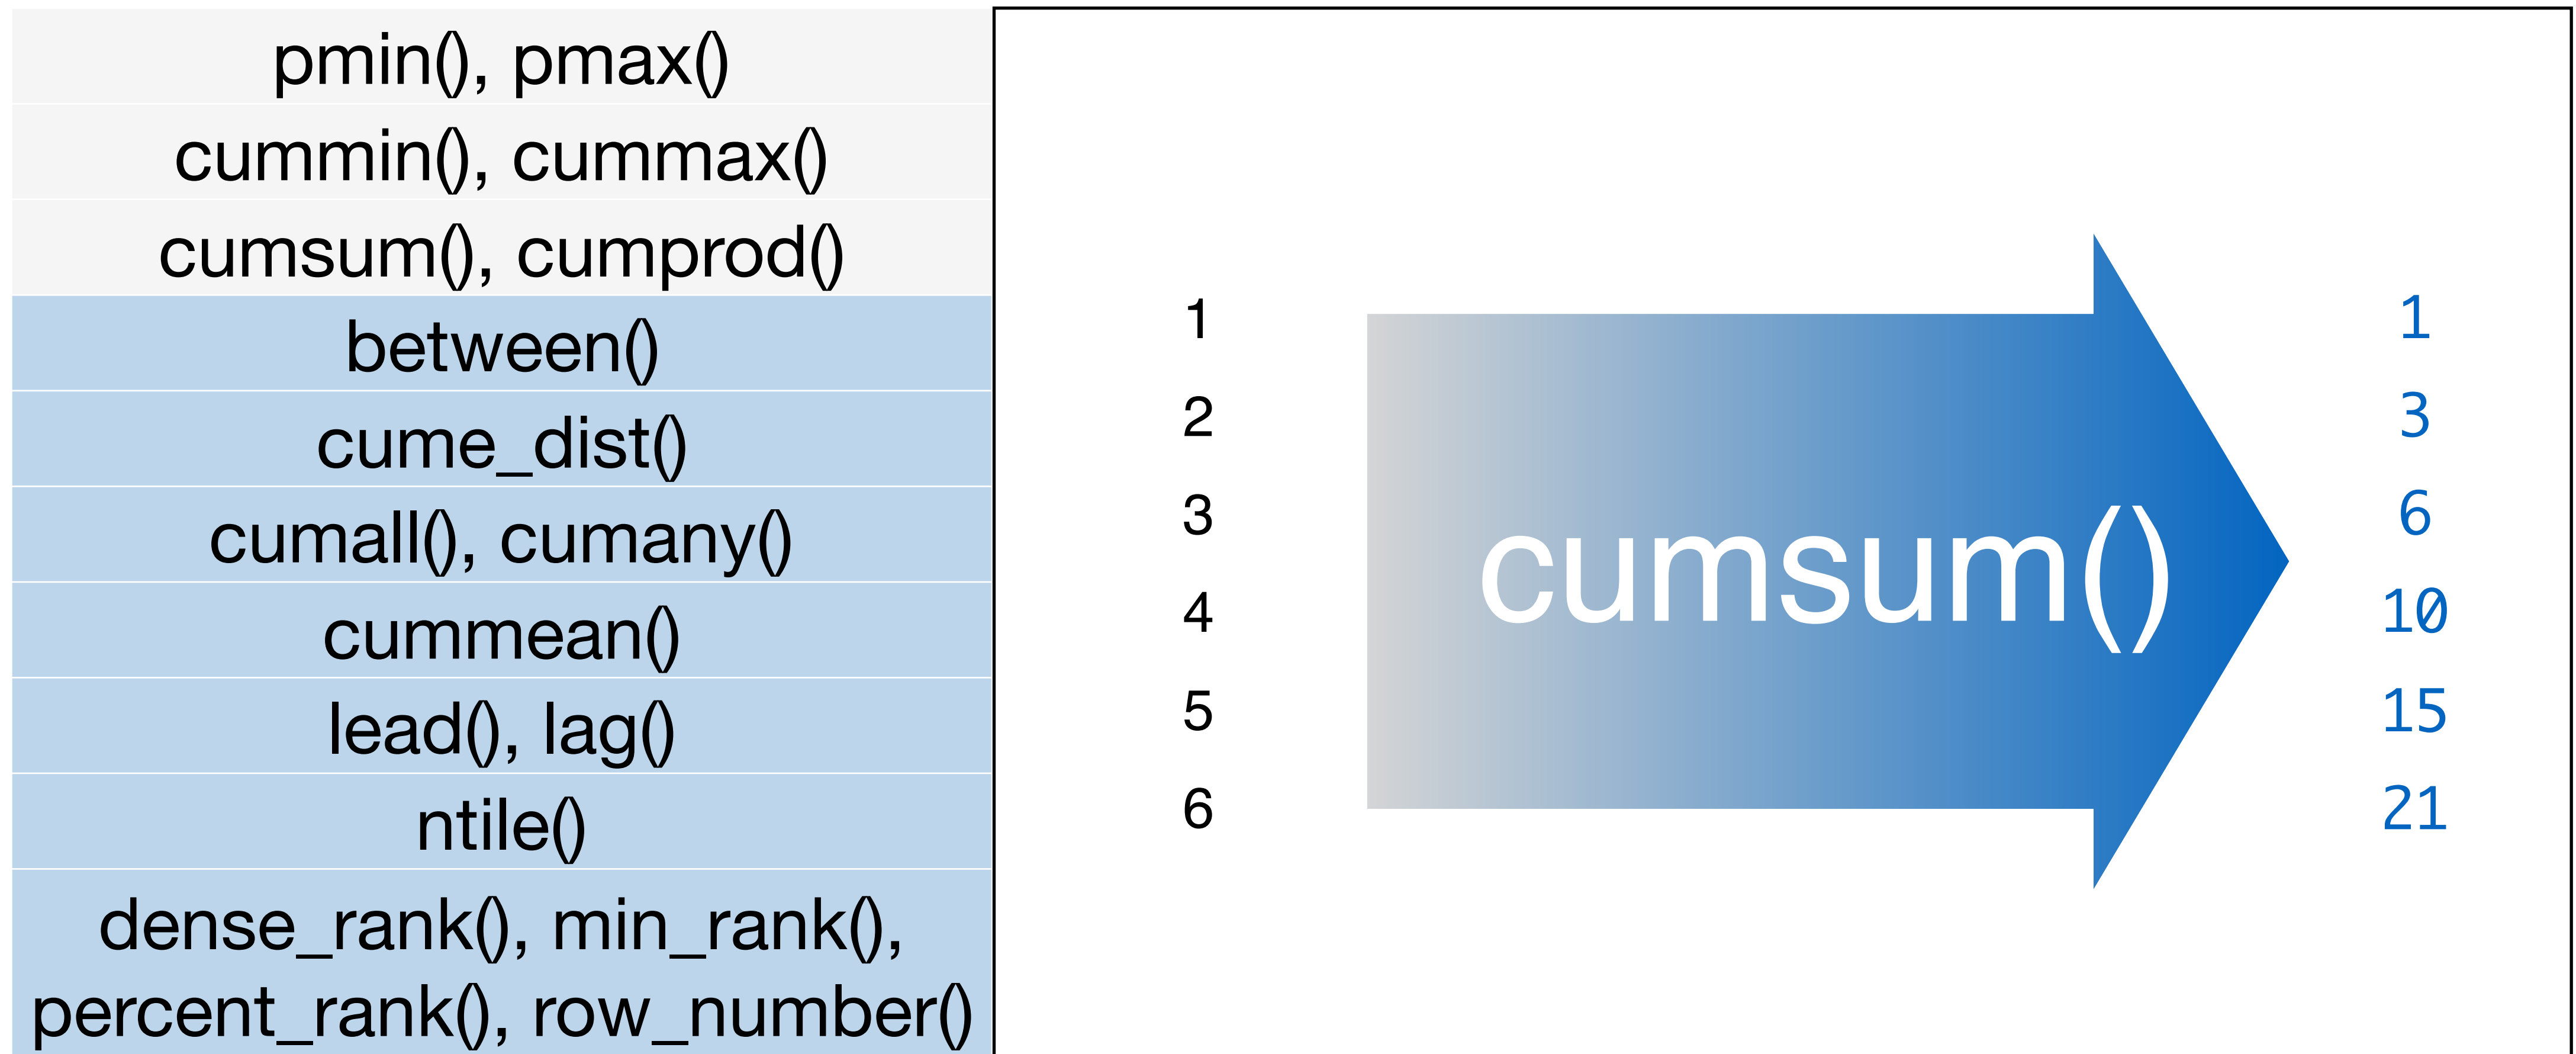 pmin(), pmax()
cummin(), cummax()
cumsum(), cumprod()
between()
cume_dist()
cumall(), cumany()
cummean()
lead(), lag()
ntile()
dense_rank(), min_rank(),
percent_rank(), row_number()
1
2
3
4
5
6
cumsum()
1
3
6
10
15
21